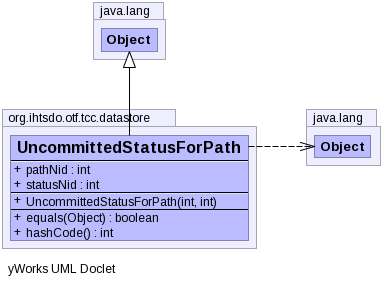 java.lang
Object
org.ihtsdo.otf.tcc.datastore
UncommittedStatusForPath
+ pathNid : int
+ statusNid : int
+ UncommittedStatusForPath(int, int)
+ equals(Object) : boolean
+ hashCode() : int
java.lang
Object
yWorks UML Doclet